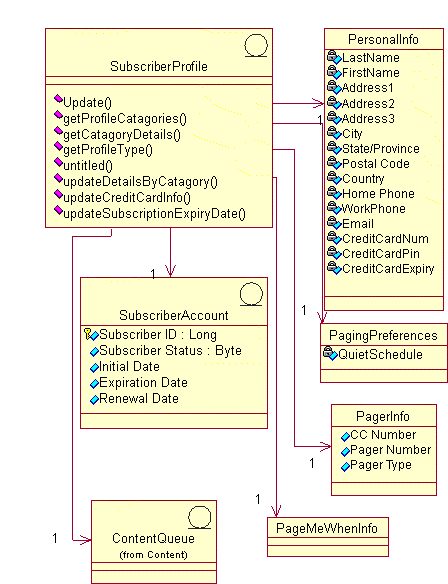 SubscriberProfile
Update()
getProfileCatagories()
getCatagoryDetails()
getProfileType()
untitled()
updateDetailsByCatagory()
updateCreditCardInfo()
updateSubscriptionExpiryDate()
PersonalInfo
LastName
FirstName
Address1
Address2
Address3
City
State/Province
Postal Code
Country
Home Phone
WorkPhone
Email
CreditCardNum
CreditCardPin
CreditCardExpiry
1
1
SubscriberAccount
Subscriber ID : Long
Subscriber Status : Byte
Initial Date
Expiration Date
Renewal Date
1
PagingPreferences
QuietSchedule
PagerInfo
CC Number
Pager Number
Pager Type
1
1
PageMeWhenInfo
1
ContentQueue
(from Content)